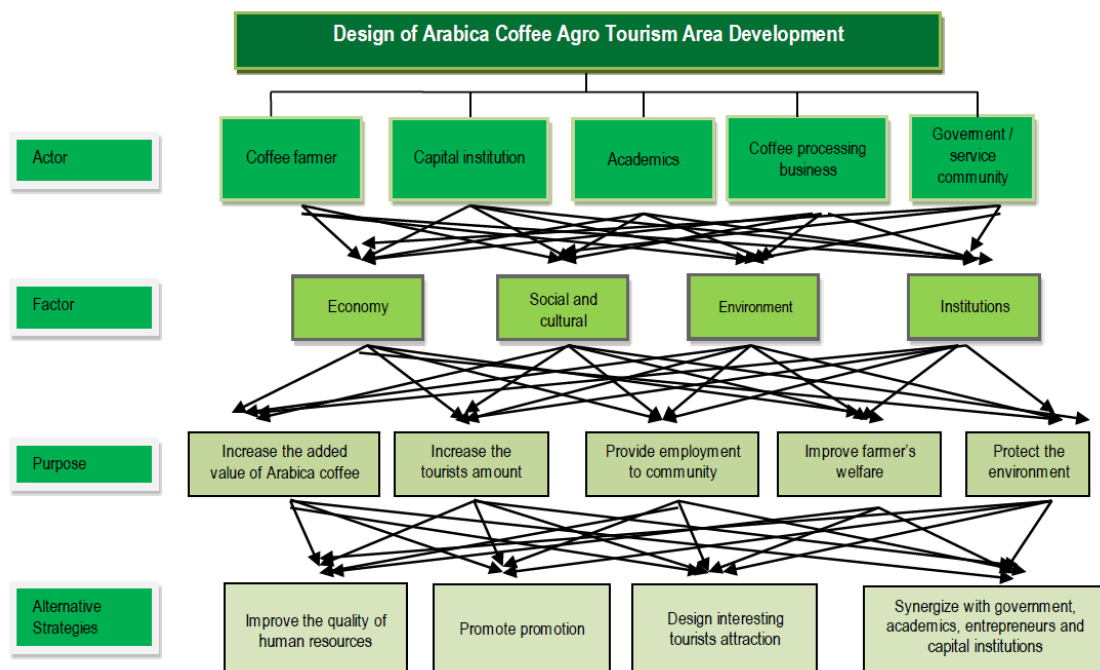 Design of Arabica Coffee Agro Tourism Area Development
Actor
Coffee farmer
Capital institution
Academics
Coffee processing
business
Goverment /
service
community
Factor
Economy
Social and
cultural
Environment
Institutions
Purpose
Increase the added
value of Arabica coffee
Increase the
tourists amount
Provide employment
to community
Improve farmer's
welfare
Protect the
environment
Alternative
Strategies
Improve the quality of
human resources
Promote promotion
Design interesting
tourists attraction
Synergize with government,
academics, entrepreneurs and
capital institutions